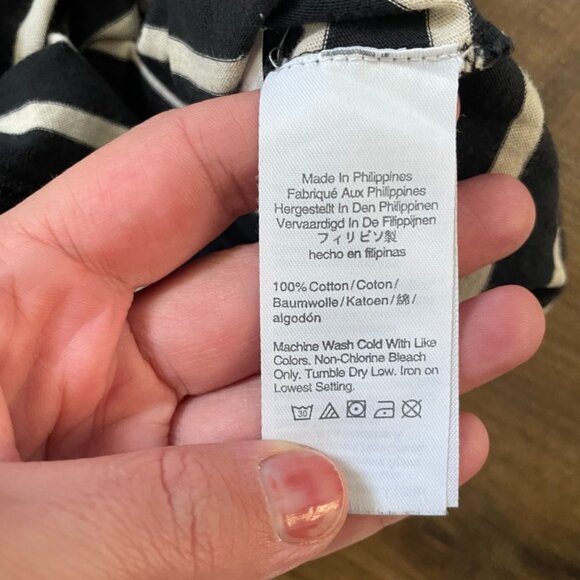 Made In Philippines
Fabriqué Aux Philippines
Hergestellt In Den Philippinen
Vervaardigd In De Filippijnen
フィリピン製
hecho en filipinas
100% Cotton/Coton/
Baumwolle/Katoen/綿/
algodón
Machine Wash Cold With Like
Colors. Non-Chlorine Bleach
Only. Tumble Dry Low. Iron on
Lowest Setting.
30